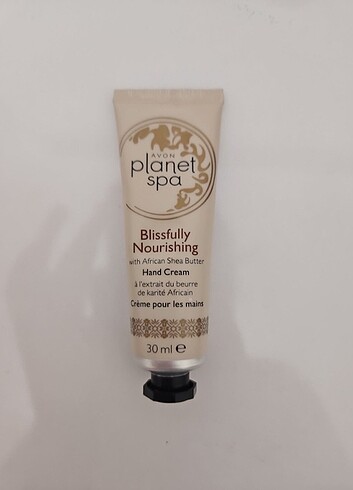 AVON
planet
spa
Blissfully
Nourishing
with African Shea Butter
Hand Cream
à l'extrait du beurre
de karité Africain
Crème pour les mains
30 ml ℮